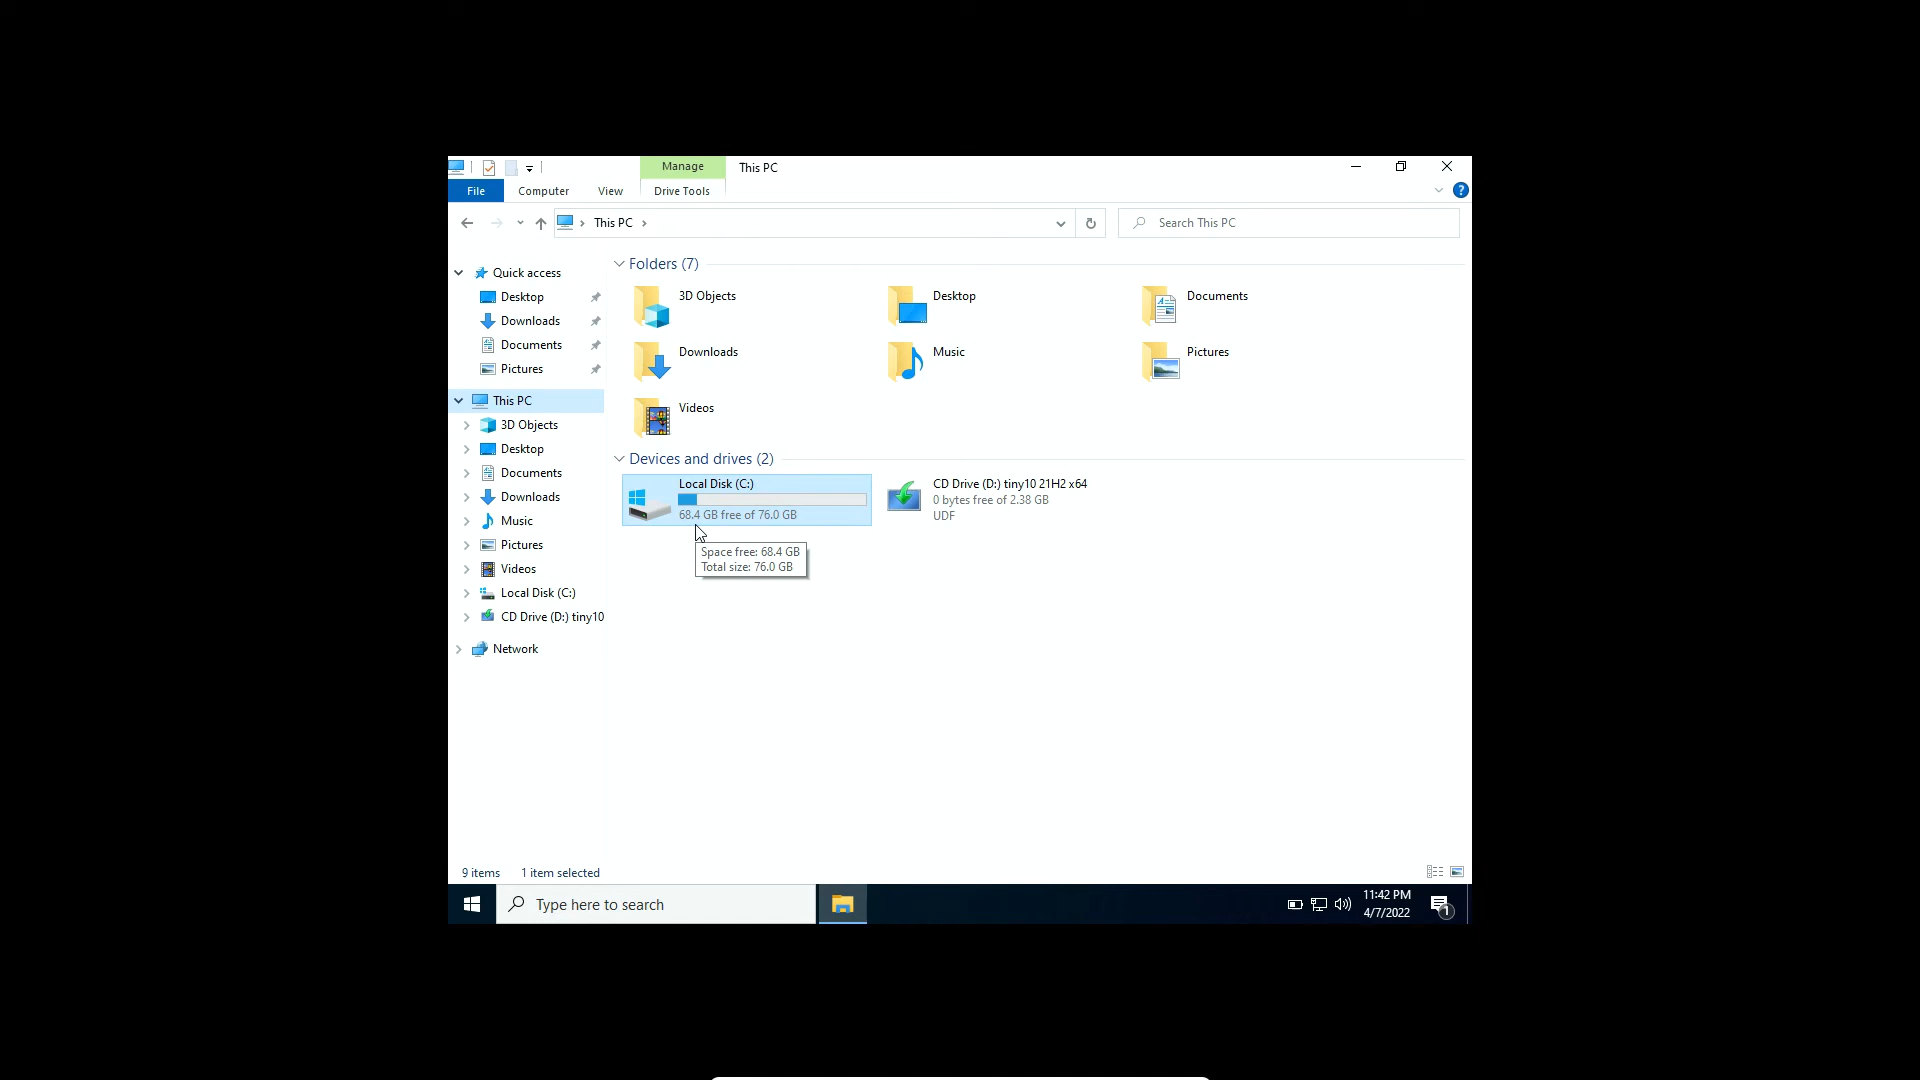 Manage
This PC
File
Computer
View
Drive Tools
This PC
Search This PC
Quick access
Desktop
Downloads
Documents
Pictures
This PC
3D Objects
Desktop
Documents
Downloads
Music
Pictures
Videos
Local Disk (C:)
CD Drive (D:) tiny10
Network
Folders (7)
3D Objects
Desktop
Documents
Downloads
Music
Pictures
Videos
Devices and drives (2)
Local Disk (C:)
68.4 GB free of 76.0 GB
CD Drive (D:) tiny10 21H2 x64
0 bytes free of 2.38 GB
UDF
Space free: 68.4 GB
Total size: 76.0 GB
9 items
1 item selected
Type here to search
11:42 PM
4/7/2022
1